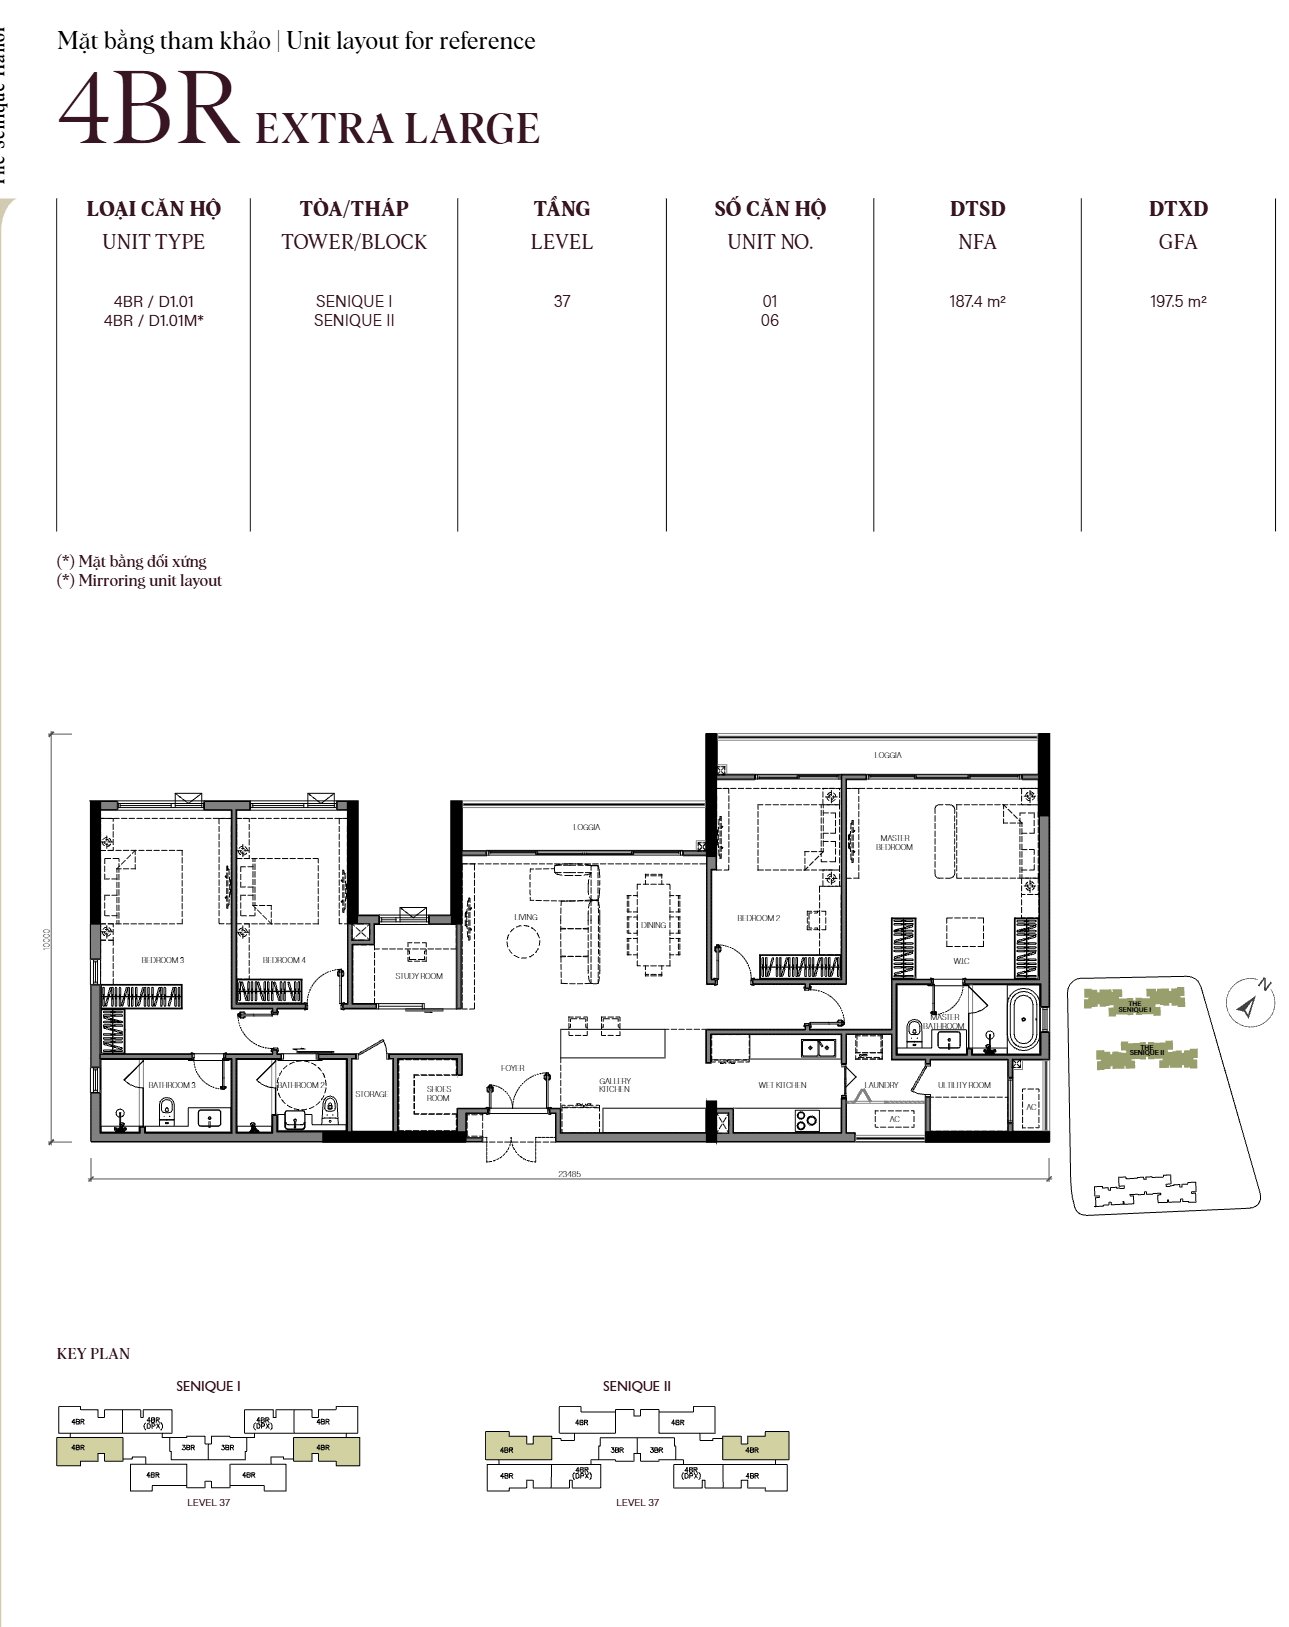 The Senique Hanoi
Mặt bằng tham khảo | Unit layout for reference
4BR EXTRA LARGE
LOẠI CĂN HỘ
UNIT TYPE
4BR / D1.01
4BR / D1.01M*
TÒA/THÁP
TOWER/BLOCK
SENIQUE I
SENIQUE II
TẦNG
LEVEL
37
SỐ CĂN HỘ
UNIT NO.
01
06
DTSD
NFA
187.4 m²
DTXD
GFA
197.5 m²
(*) Mặt bằng đối xứng
(*) Mirroring unit layout
LOGGIA
LOGGIA
MASTER
BEDROOM
LIVING
DINING
BEDROOM 2
10000
BEDROOM 3
BEDROOM 4
STUDY ROOM
W.I.C
MASTER
BATHROOM
FOYER
GALLERY
KITCHEN
WET KITCHEN
LAUNDRY
ULTILITY ROOM
BATHROOM 3
BATHROOM 2
STORAGE
SHOES
ROOM
AC
AC
23485
N
THE
SENIQUE I
THE
SENIQUE II
KEY PLAN
SENIQUE I
4BR
4BR
(DPX)
4BR
(DPX)
4BR
4BR
3BR
3BR
4BR
4BR
4BR
LEVEL 37
SENIQUE II
4BR
4BR
4BR
3BR
3BR
4BR
4BR
4BR
(DPX)
4BR
(DPX)
4BR
LEVEL 37